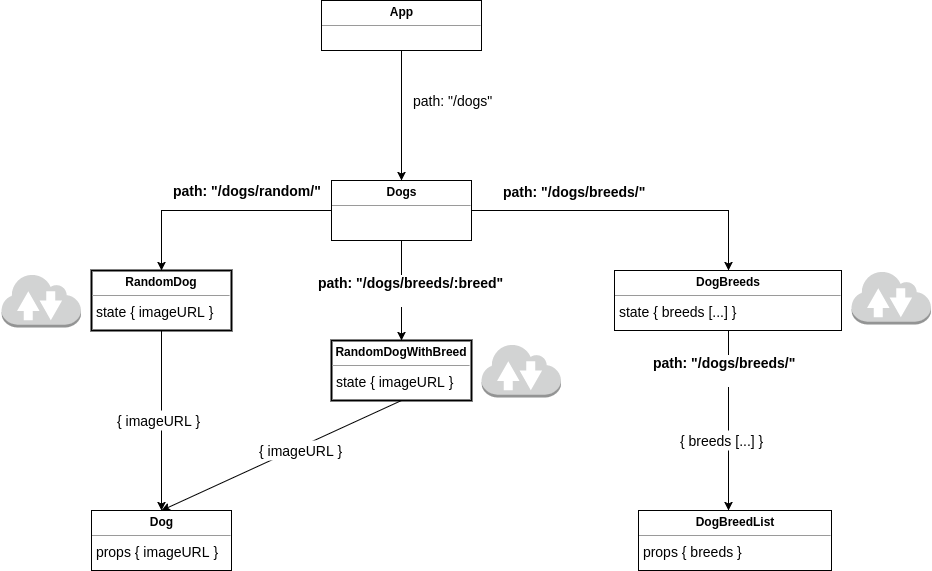 App
path: "/dogs"
path: "/dogs/random/"
Dogs
path: "/dogs/breeds/"
RandomDog
state { imageURL }
path: "/dogs/breeds/:breed"
DogBreeds
state { breeds [...] }
RandomDogWithBreed
state { imageURL }
path: "/dogs/breeds/"
{ imageURL }
{ imageURL }
{ breeds [...] }
Dog
props { imageURL }
DogBreedList
props { breeds }